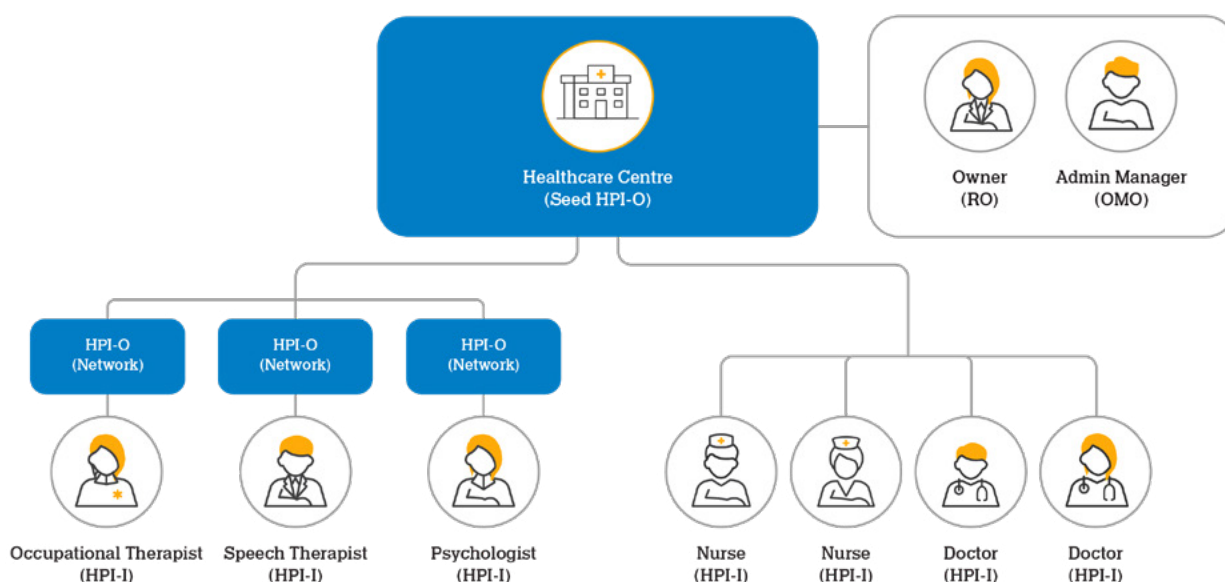 Healthcare Centre
(Seed HPI-O)
Owner
(RO)
Admin Manager
(OMO)
HPI-O
(Network)
HPI-O
(Network)
HPI-O
(Network)
Occupational Therapist
(HPI-I)
Speech Therapist
(HPI-I)
Psychologist
(HPI-I)
Nurse
(HPI-I)
Nurse
(HPI-I)
Doctor
(HPI-I)
Doctor
(HPI-I)